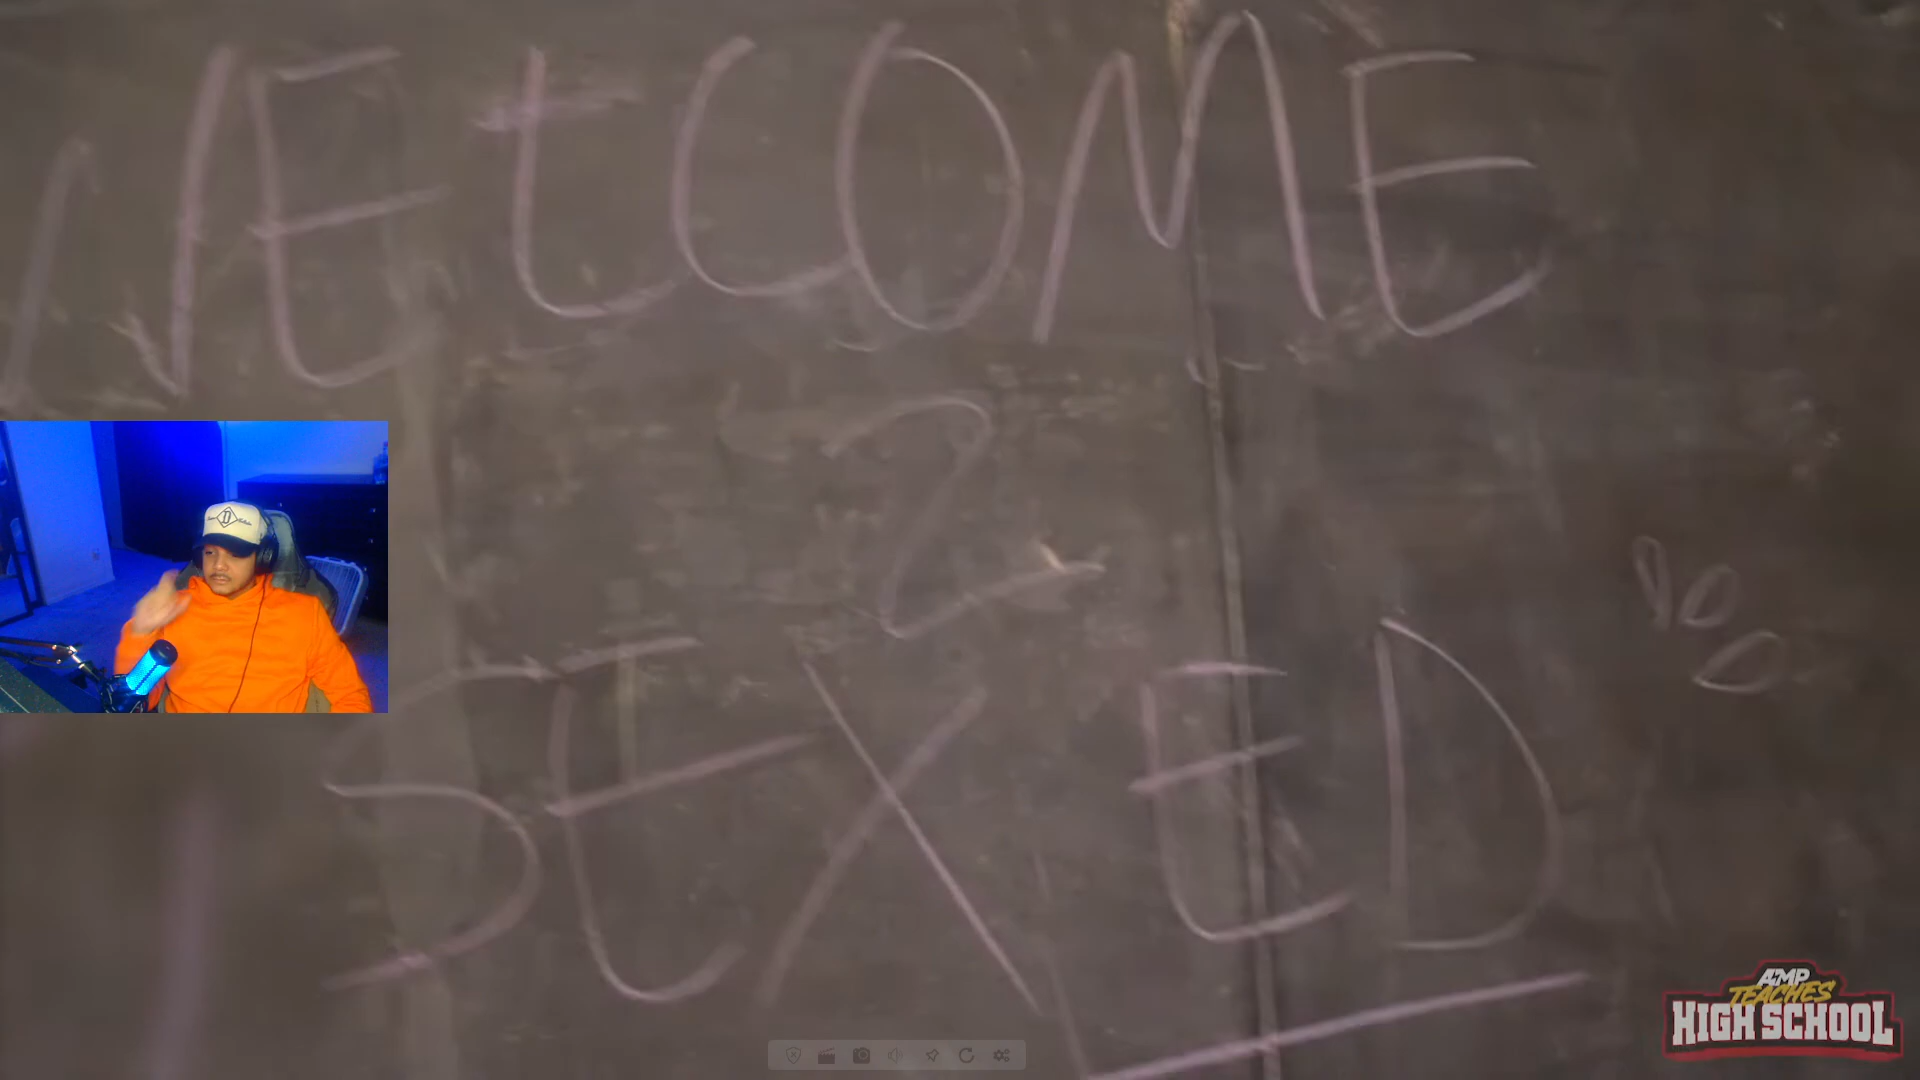 WELCOME
2
SEX ED
D
AMP
TEACHES
HIGH SCHOOL